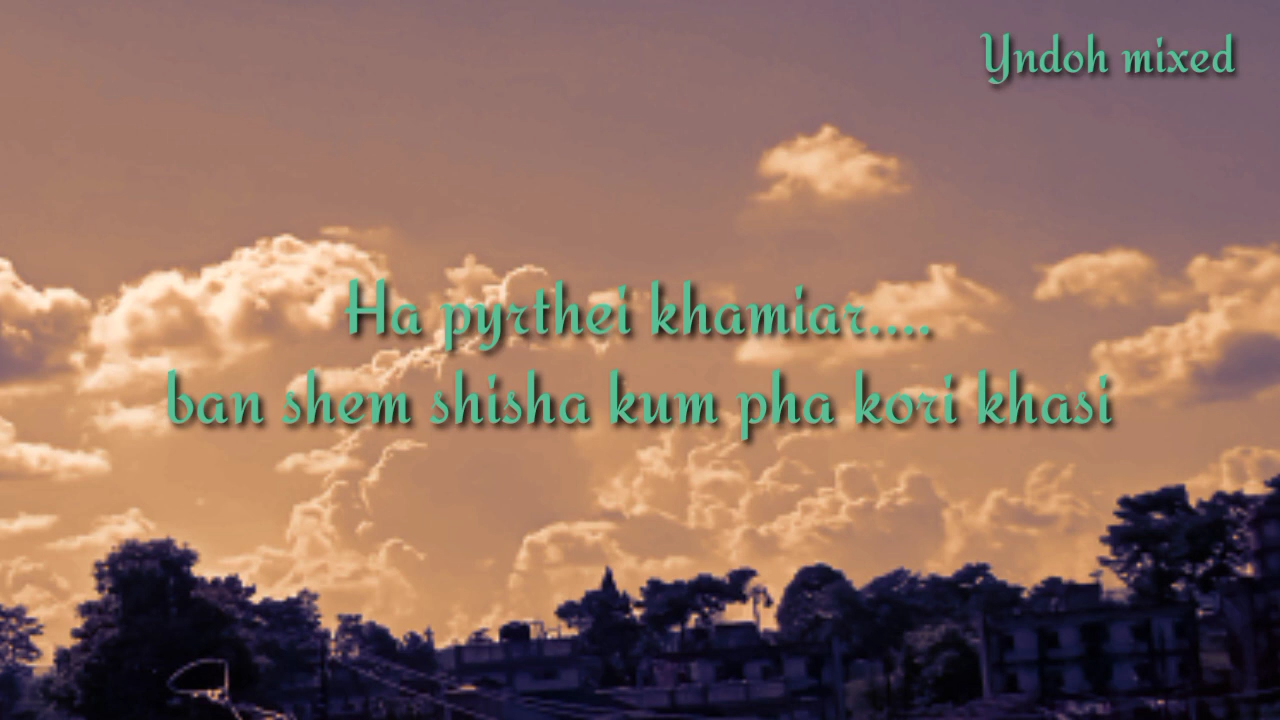 Yndoh mixed
Ha pyrthei khamiar....
ban shem shisha kum pha kori khasi